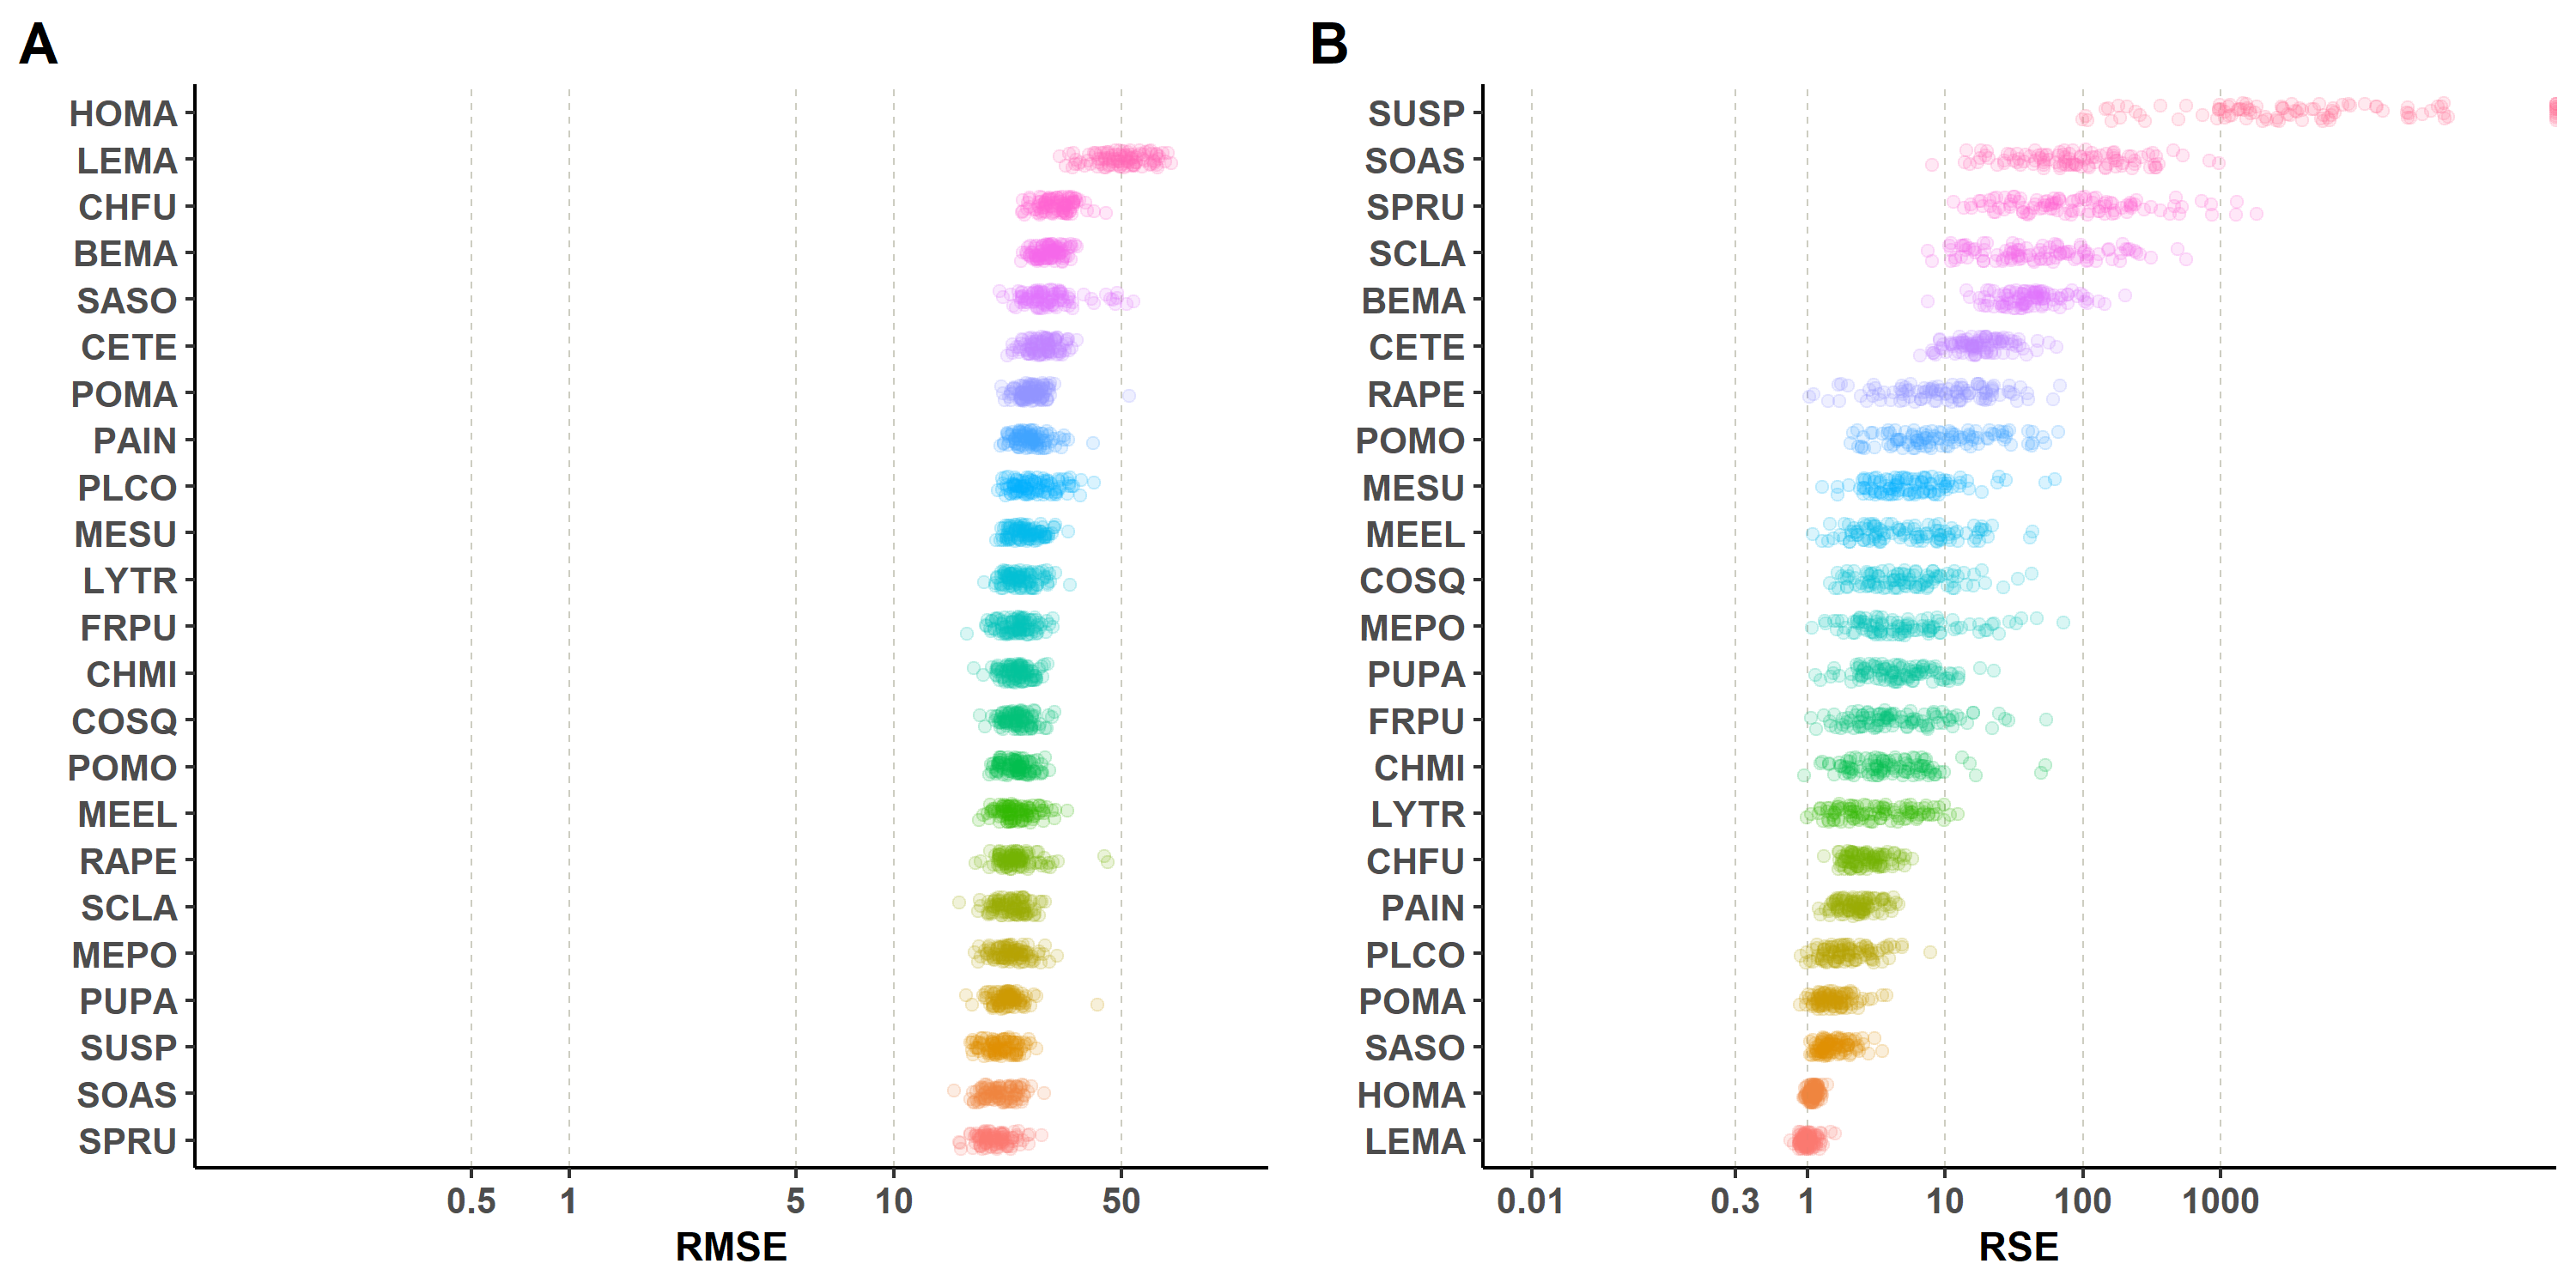 A
HOMA
LEMA
CHFU
BEMA
SASO
CETE
POMA
PAIN
PLCO
MESU
LYTR
FRPU
CHMI
COSQ
POMO
MEEL
RAPE
SCLA
MEPO
PUPA
SUSP
SOAS
SPRU
0.5 1 5 10 50
RMSE
B
SUSP
SOAS
SPRU
SCLA
BEMA
CETE
RAPE
POMO
MESU
MEEL
COSQ
MEPO
PUPA
FRPU
CHMI
LYTR
CHFU
PAIN
PLCO
POMA
SASO
HOMA
LEMA
0.01 0.3 1 10 100 1000
RSE